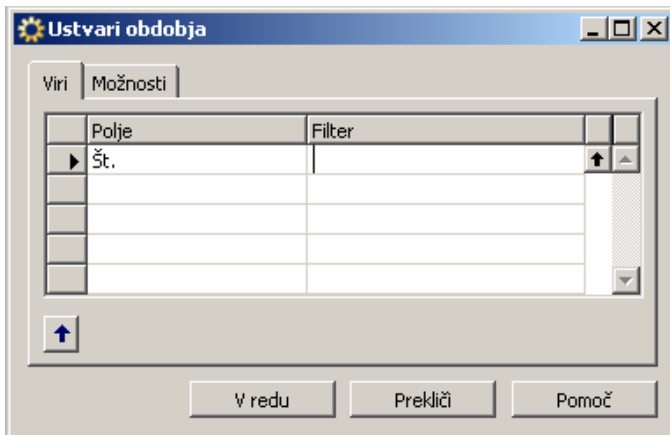 Ustvari obdobja
Viri Možnosti
Polje Filter
Št.
V redu Prekliči Pomoč